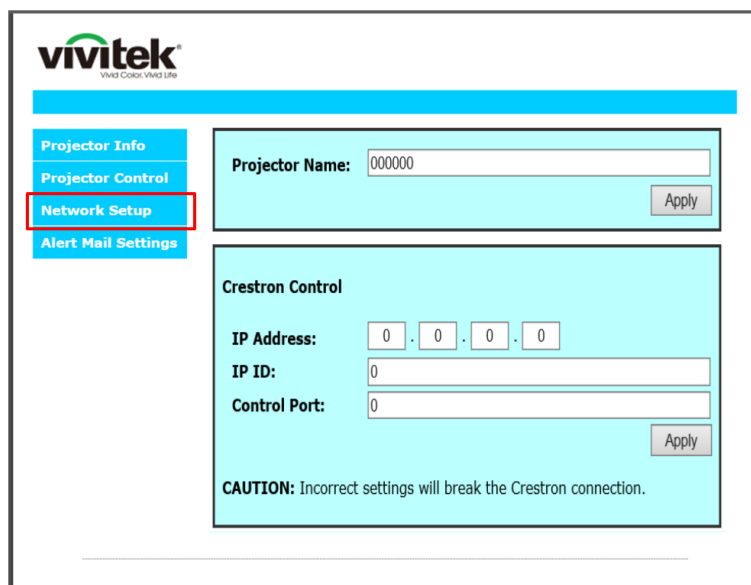 vivitek®
Vivid Color, Vivid Life
Projector Info
Projector Control
Network Setup
Alert Mail Settings
Projector Name: 000000
Apply
Crestron Control
IP Address: 0 . 0 . 0 . 0
IP ID: 0
Control Port: 0
Apply
CAUTION: Incorrect settings will break the Crestron connection.